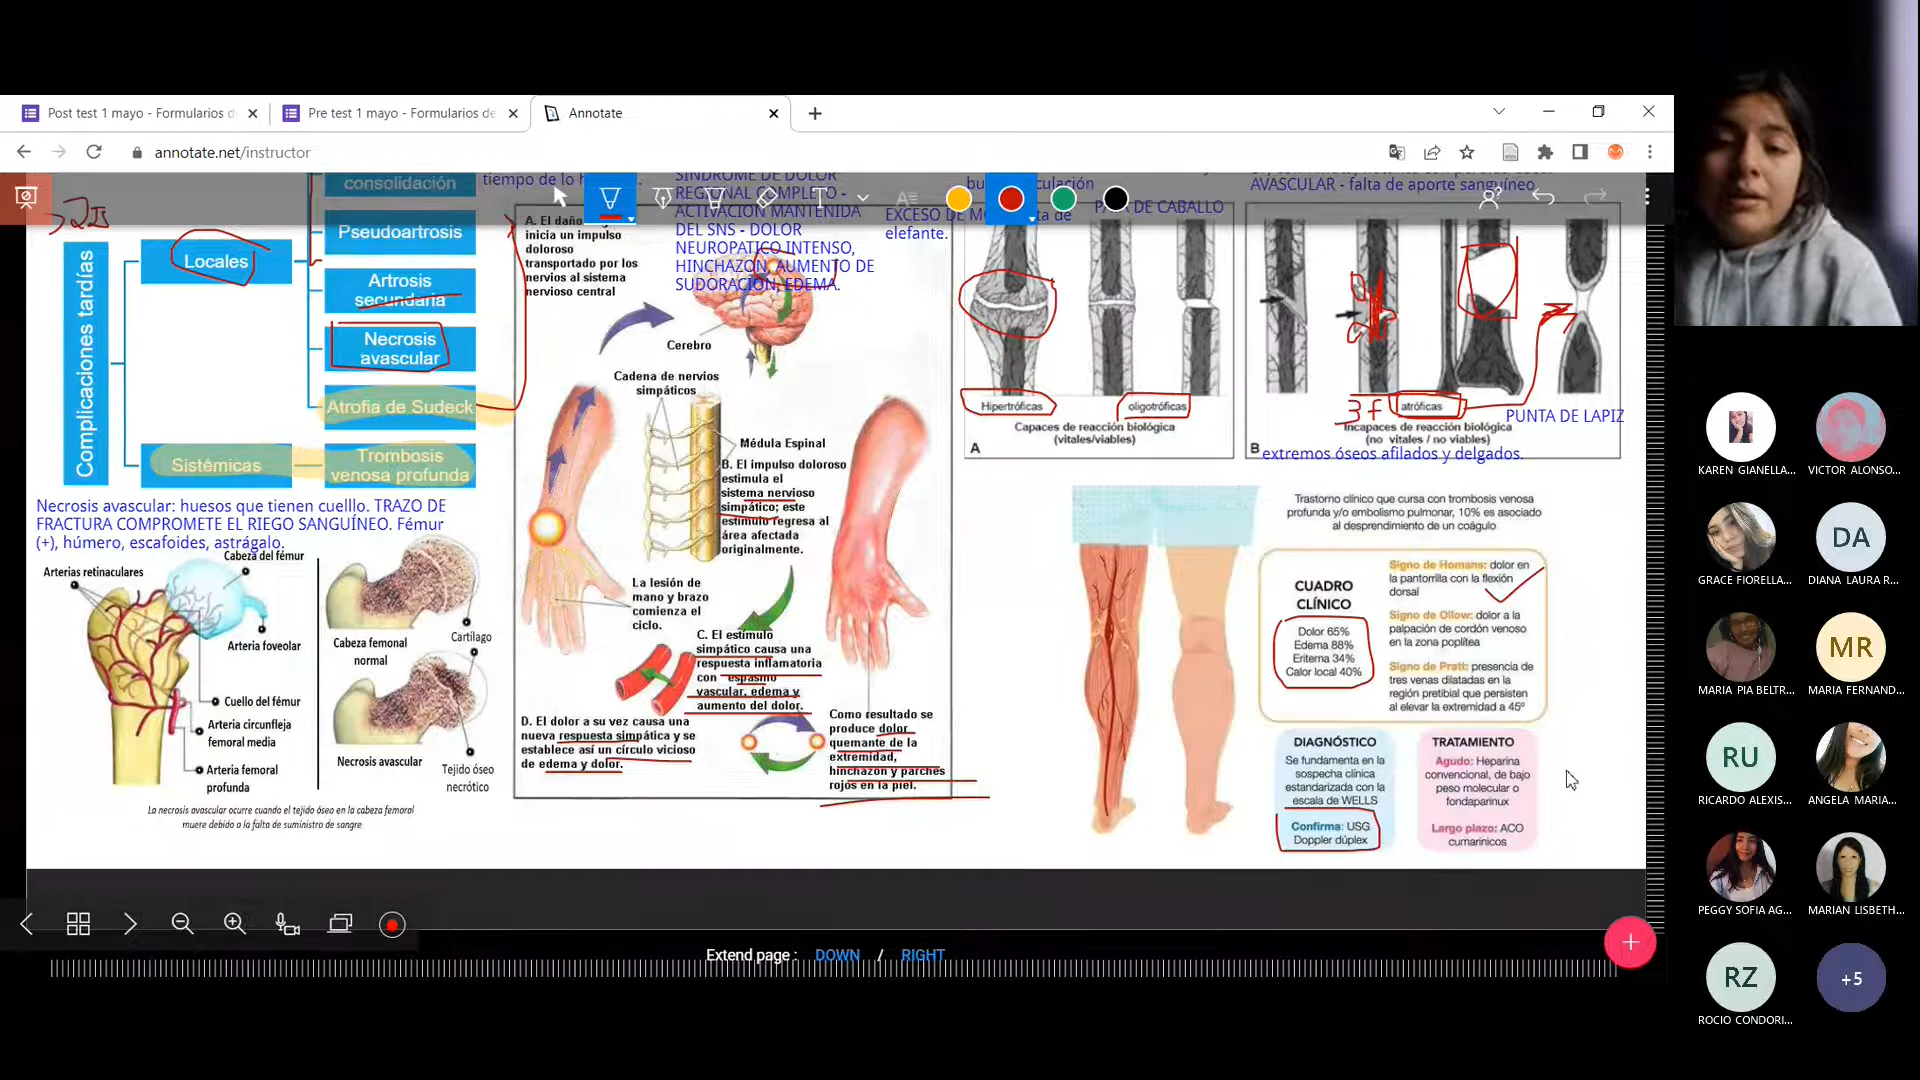 Post test 1 mayo - Formularios d
Pre test 1 mayo - Formularios de
Annotate
annotate.net/instructor
consolidación
Pseudoartrosis
Artrosis
secundaria
Necrosis
avascular
Atrofia de Sudeck
Trombosis
venosa profunda
Locales
Sistémicas
Complicaciones tardías
tiempo de lo
SINDROME DE DOLOR
REGIONAL COMPLETO -
ACTIVACION MANTENIDA
DEL SNS - DOLOR
NEUROPATICO INTENSO,
HINCHAZON, AUMENTO DE
SUDORACIÓN, EDEMA.
A. El daño
inicia un impulso
doloroso
transportado por los
nervios al sistema
nervioso central
Cerebro
Cadena de nervios
simpáticos
Médula Espinal
B. El impulso doloroso
estimula el
sistema nervioso
simpático; este
estímulo regresa al
área afectada
originalmente.
La lesión de
mano y brazo
comienza el
ciclo.
C. El estímulo
simpático causa una
respuesta inflamatoria
con espasmo
vascular, edema y
aumento del dolor.
D. El dolor a su vez causa una
nueva respuesta simpática y se
establece así un círculo vicioso
de edema y dolor.
Como resultado se
produce dolor
quemante de la
extremidad,
hinchazón y parches
rojos en la piel.
EXCESO DE
elefante.
PATA DE CABALLO
AVASCULAR - falta de aporte sanguíneo.
Hipertróficas
oligotróficas
Capaces de reacción biológica
(vitales/viables)
A
3 F
atróficas
Incapaces de reacción biológica
(no vitales / no viables)
B
PUNTA DE LAPIZ
extremos óseos afilados y delgados.
Necrosis avascular: huesos que tienen cuelllo. TRAZO DE
FRACTURA COMPROMETE EL RIEGO SANGUÍNEO. Fémur
(+), húmero, escafoides, astrágalo.
Cabeza del fémur
Arterias retinaculares
Arteria foveolar
Cuello del fémur
Arteria circunfleja
femoral media
Arteria femoral
profunda
Cabeza femonal
normal
Cartílago
Necrosis avascular
Tejido óseo
necrótico
La necrosis avascular ocurre cuando el tejido óseo en la cabeza femoral
muere debido a la falta de suministro de sangre
Trastorno clínico que cursa con trombosis venosa
profunda y/o embolismo pulmonar, 10% es asociado
al desprendimiento de un coágulo
CUADRO
CLÍNICO
Dolor 65%
Edema 88%
Eritema 34%
Calor local 40%
Signo de Homans: dolor en
la pantorrilla con la flexión
dorsal
Signo de Ollow: dolor a la
palpación de cordón venoso
en la zona poplítea
Signo de Pratt: presencia de
tres venas dilatadas en la
región pretibial que persisten
al elevar la extremidad a 45º
DIAGNÓSTICO
Se fundamenta en la
sospecha clínica
estandarizada con la
escala de WELLS
Confirma: USG
Doppler dúplex
TRATAMIENTO
Agudo: Heparina
convencional, de bajo
peso molecular o
fondaparinux
Largo plazo: ACO
cumarínicos
Extend page : DOWN / RIGHT
KAREN GIANELLA...
VICTOR ALONSO...
GRACE FIORELLA...
DA
DIANA LAURA R...
MARIA PIA BELTR...
MR
MARIA FERNAND...
RU
RICARDO ALEXIS...
ANGELA MARIA...
PEGGY SOFIA AG...
MARIAN LISBETH...
RZ
ROCIO CONDORI...
+5